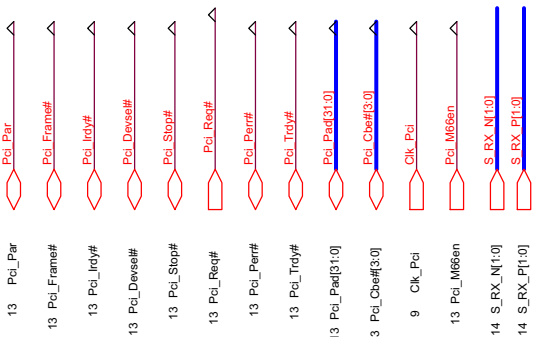 Pci_Par
Pci_Frame#
Pci_Irdy#
Pci_Devsel#
Pci_Stop#
Pci_Req#
Pci_Perr#
Pci_Trdy#
Pci_Pad[31:0]
Pci_Cbe#[3:0]
Clk_Pci
Pci_M66en
S_RX_N[1:0]
S_RX_P[1:0]
13 Pci_Par
13 Pci_Frame#
13 Pci_Irdy#
13 Pci_Devsel#
13 Pci_Stop#
13 Pci_Req#
13 Pci_Perr#
13 Pci_Trdy#
13 Pci_Pad[31:0]
3 Pci_Cbe#[3:0]
9 Clk_Pci
13 Pci_M66en
14 S_RX_N[1:0]
14 S_RX_P[1:0]